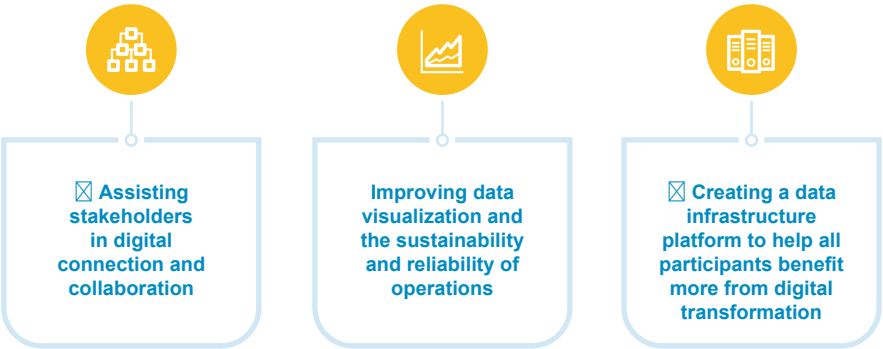 Assisting
stakeholders
in digital
connection and
collaboration
Improving data
visualization and
the sustainability
and reliability of
operations
Creating a data
infrastructure
platform to help all
participants benefit
more from digital
transformation